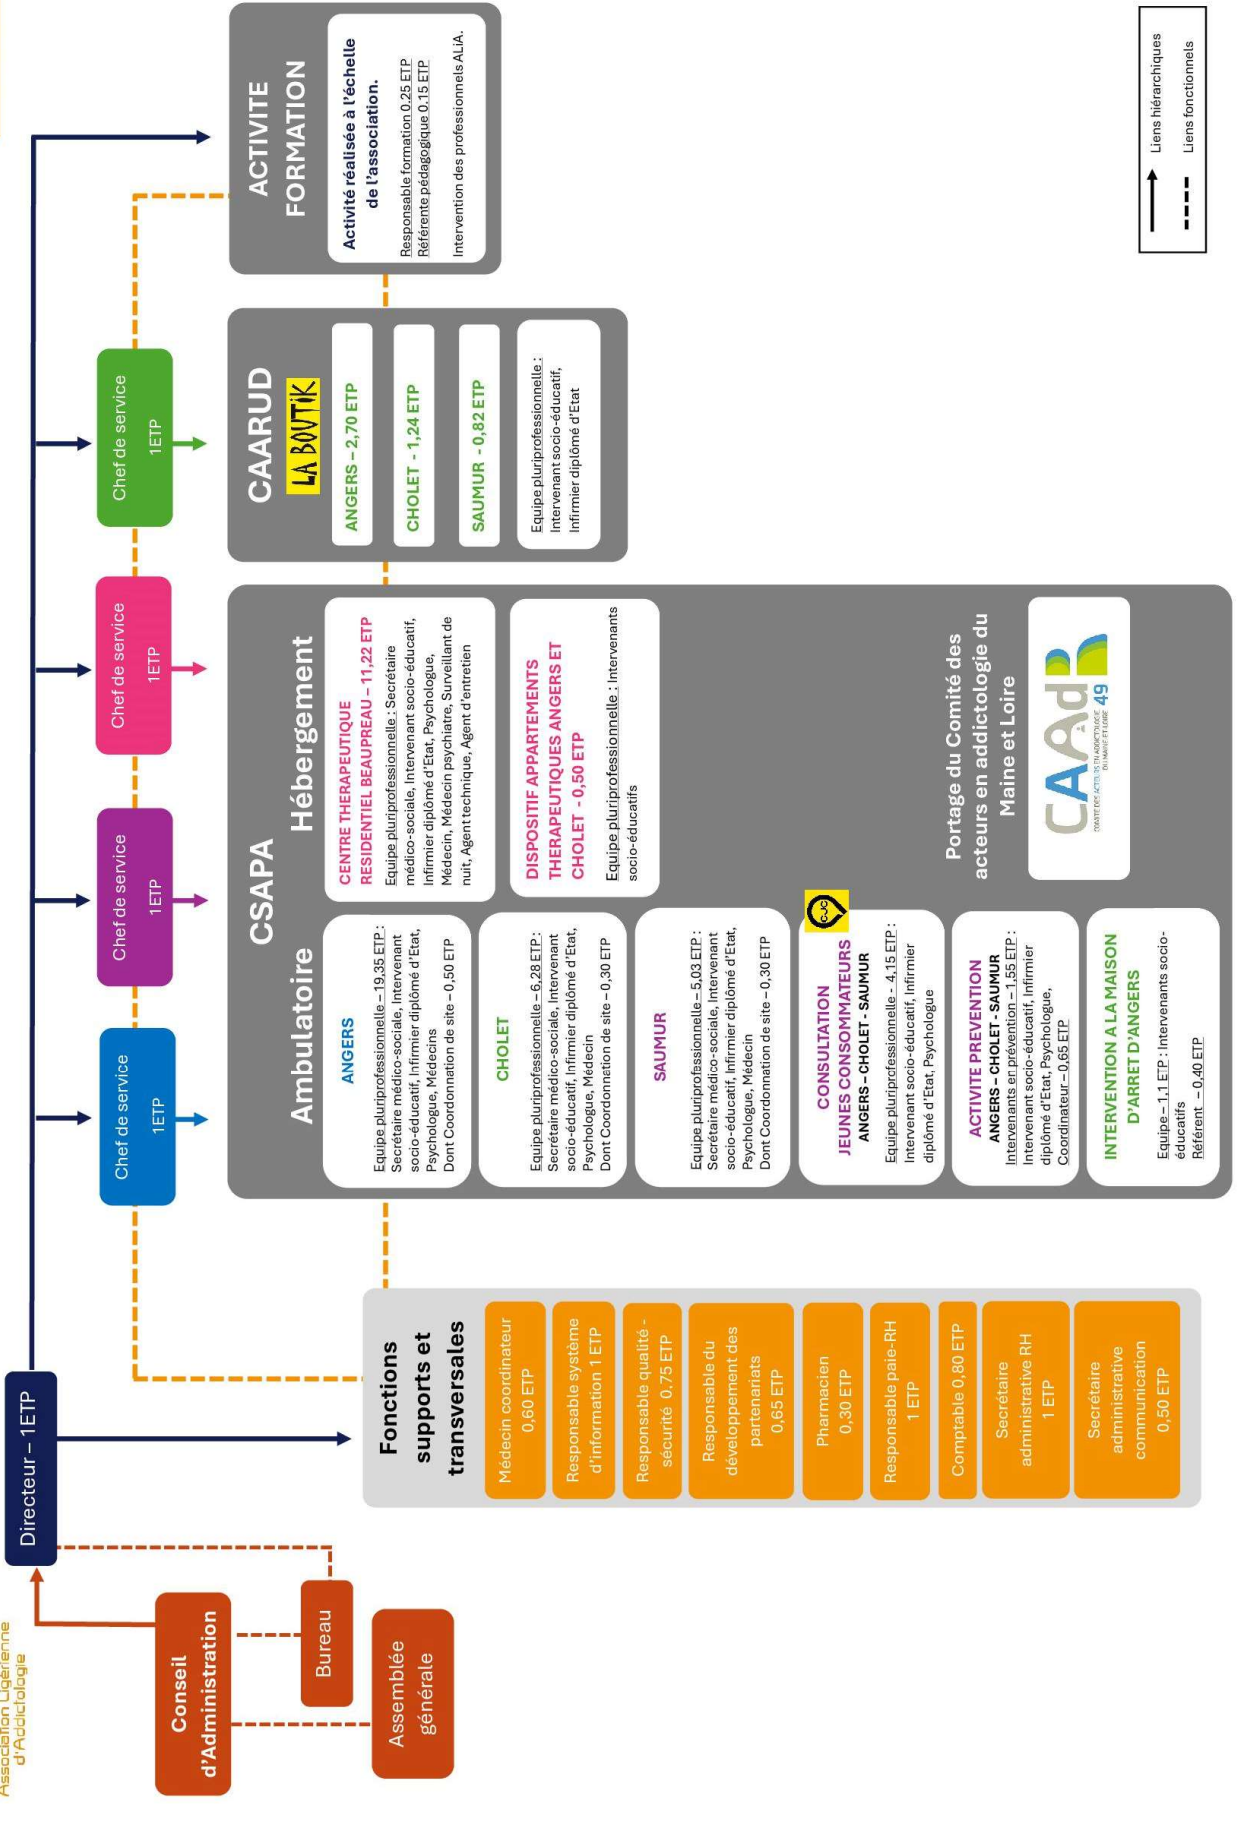 Association Ligérienne
d'Addictologie
Directeur – 1ETP
Conseil
d'Administration
Bureau
Assemblée
générale
Fonctions
supports et
transversales
Médecin coordinateur
0,60 ETP
Responsable système
d'information 1 ETP
Responsable qualité -
sécurité 0.75 ETP
Responsable du
développement des
partenariats
0,65 ETP
Pharmacien
0,30 ETP
Responsable paie-RH
1 ETP
Comptable 0,80 ETP
Secrétaire
administrative RH
1 ETP
Secrétaire
administrative
communication
0,50 ETP
Chef de service
1ETP
Chef de service
1ETP
Chef de service
1ETP
Chef de service
1ETP
CSAPA
Ambulatoire
ANGERS
Equipe pluriprofessionnelle – 19,35 ETP :
Secrétaire médico-sociale, Intervenant
socio-éducatif, Infirmier diplômé d'Etat,
Psychologue, Médecins
Dont Coordonnation de site – 0,50 ETP
CHOLET
Equipe pluriprofessionnelle – 6,28 ETP :
Secrétaire médico-sociale, Intervenant
socio-éducatif, Infirmier diplômé d'Etat,
Psychologue, Médecin
Dont Coordonnation de site – 0,30 ETP
SAUMUR
Equipe pluriprofessionnelle – 5,03 ETP :
Secrétaire médico-sociale, Intervenant
socio-éducatif, Infirmier diplômé d'Etat,
Psychologue, Médecin
Dont Coordonnation de site – 0,30 ETP
CJC
CONSULTATION
JEUNES CONSOMMATEURS
ANGERS – CHOLET - SAUMUR
Equipe pluriprofessionnelle - 4,15 ETP :
Intervenant socio-éducatif, Infirmier
diplômé d'Etat, Psychologue
ACTIVITE PREVENTION
ANGERS – CHOLET - SAUMUR
Intervenants en prévention – 1,55 ETP :
Intervenant socio-éducatif, Infirmier
diplômé d'Etat, Psychologue,
Coordinateur – 0,65 ETP
INTERVENTION A LA MAISON
D'ARRET D'ANGERS
Equipe – 1,1 ETP : Intervenants socio-
éducatifs
Référent – 0,40 ETP
Hébergement
CENTRE THERAPEUTIQUE
RESIDENTIEL BEAUPREAU – 11,22 ETP
Equipe pluriprofessionnelle : Secrétaire
médico-sociale, Intervenant socio-éducatif,
Infirmier diplômé d'Etat, Psychologue,
Médecin, Médecin psychiatre, Surveillant de
nuit, Agent technique, Agent d'entretien
DISPOSITIF APPARTEMENTS
THERAPEUTIQUES ANGERS ET
CHOLET - 0,50 ETP
Equipe pluriprofessionnelle : Intervenants
socio-éducatifs
Portage du Comité des
acteurs en addictologie du
Maine et Loire
CAAd
COMITÉ DES ACTEURS EN ADDICTOLOGIE
DU MAINE-ET-LOIRE
49
CAARUD
LA BOUTiK
ANGERS – 2,70 ETP
CHOLET - 1,24 ETP
SAUMUR - 0,82 ETP
Equipe pluriprofessionnelle :
Intervenant socio-éducatif,
Infirmier diplômé d'Etat
ACTIVITE
FORMATION
Activité réalisée à l'échelle
de l'association.
Responsable formation 0.25 ETP
Référente pédagogique 0.15 ETP
Intervention des professionnels ALiA.
Liens hiérarchiques
Liens fonctionnels